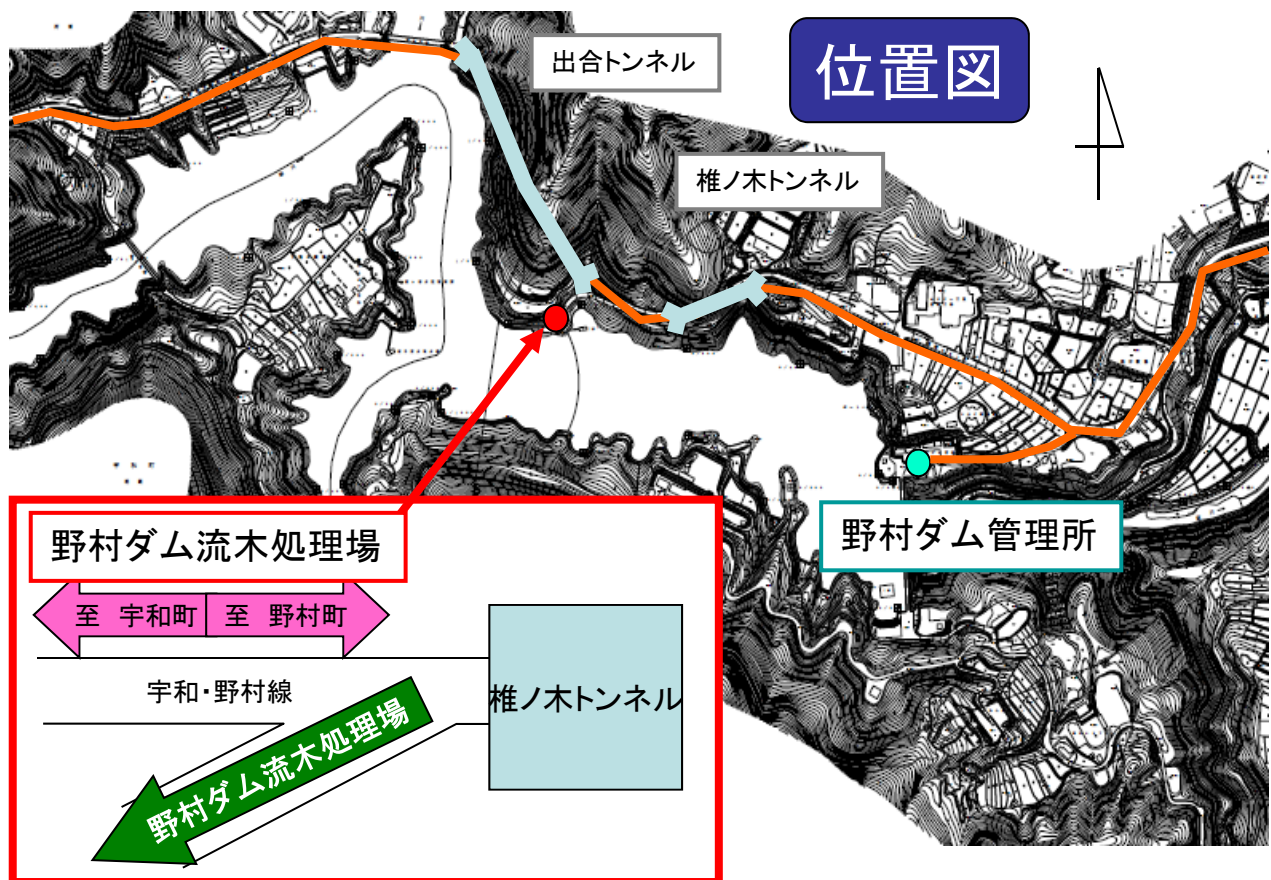 位置図
出合トンネル
椎ノ木トンネル
野村ダム管理所
野村ダム流木処理場
至 宇和町
至 野村町
宇和・野村線
椎ノ木トンネル
野村ダム流木処理場